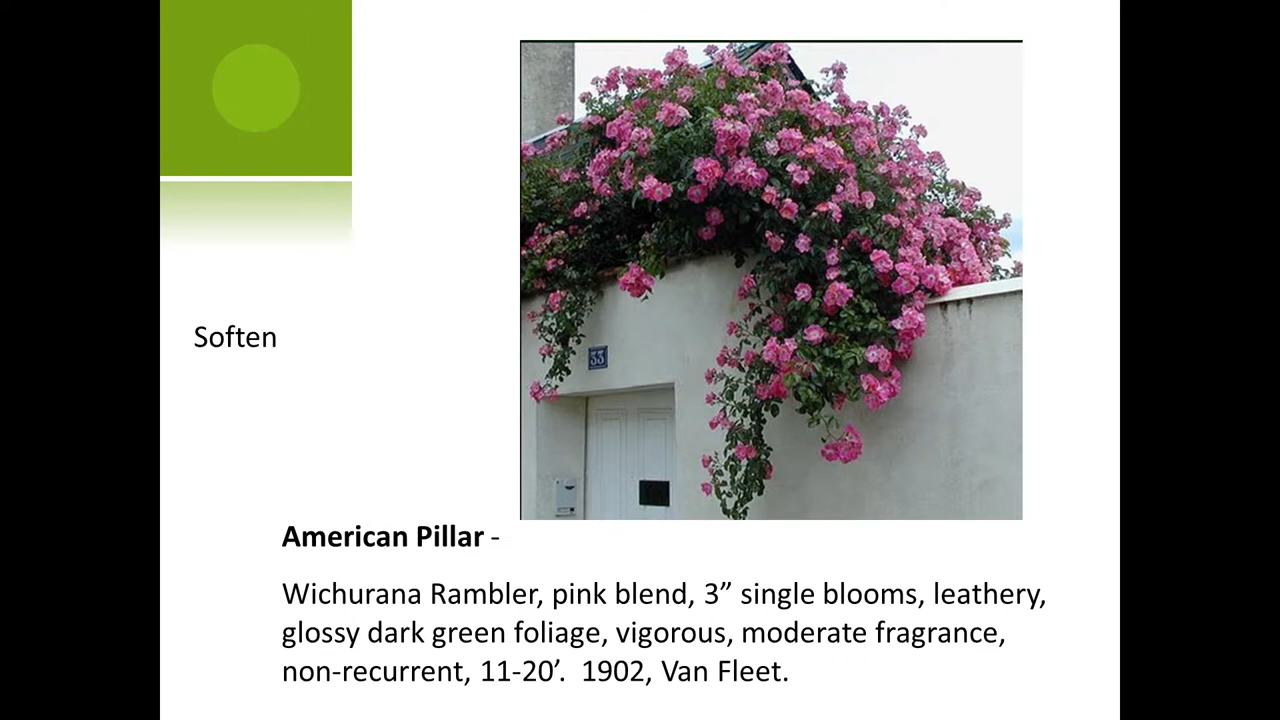 33
Soften
American Pillar -
Wichurana Rambler, pink blend, 3” single blooms, leathery,
glossy dark green foliage, vigorous, moderate fragrance,
non-recurrent, 11-20’.  1902, Van Fleet.